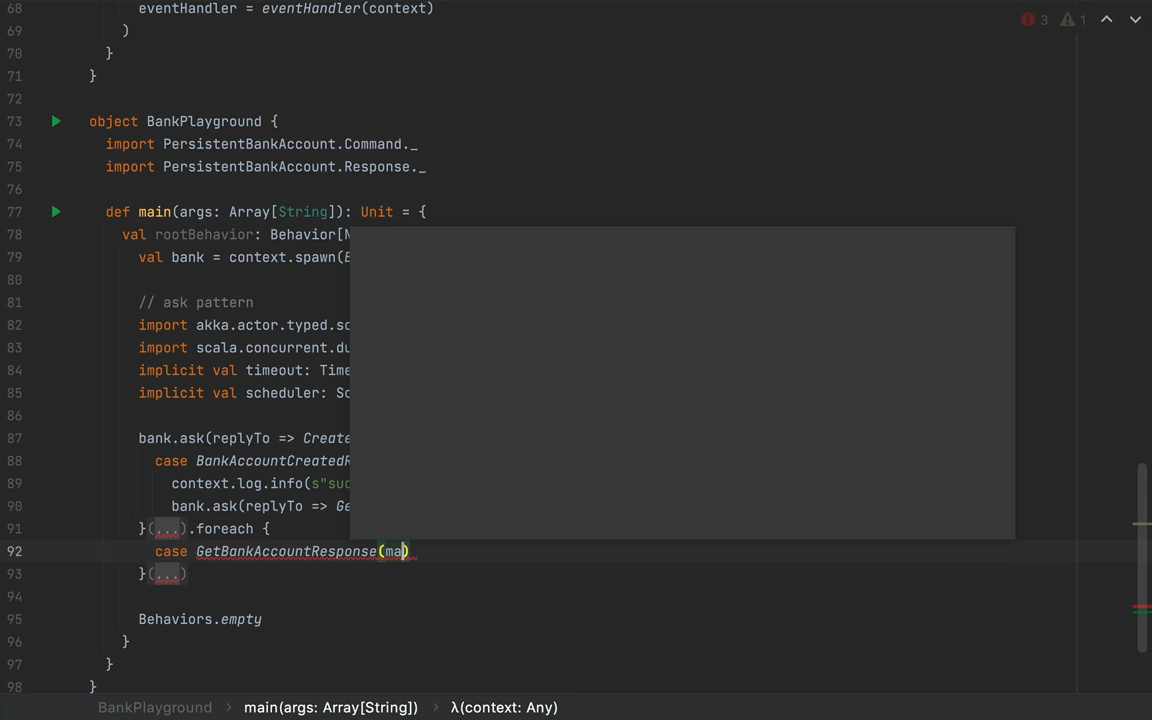 68 eventHandler = eventHandler(context)
69 )
70 }
71 }
72
73 object BankPlayground {
74 import PersistentBankAccount.Command._
75 import PersistentBankAccount.Response._
76
77 def main(args: Array[String]): Unit = {
78 val rootBehavior: Behavior[N
79 val bank = context.spawn(B
80
81 // ask pattern
82 import akka.actor.typed.sc
83 import scala.concurrent.du
84 implicit val timeout: Time
85 implicit val scheduler: Sc
86
87 bank.ask(replyTo => Create
88 case BankAccountCreatedR
89 context.log.info(s"suc
90 bank.ask(replyTo => Ge
91 }(...).foreach {
92 case GetBankAccountResponse(ma)
93 }(...)
94
95 Behaviors.empty
96 }
97 }
98 }
3 1
BankPlayground > main(args: Array[String]) > λ(context: Any)